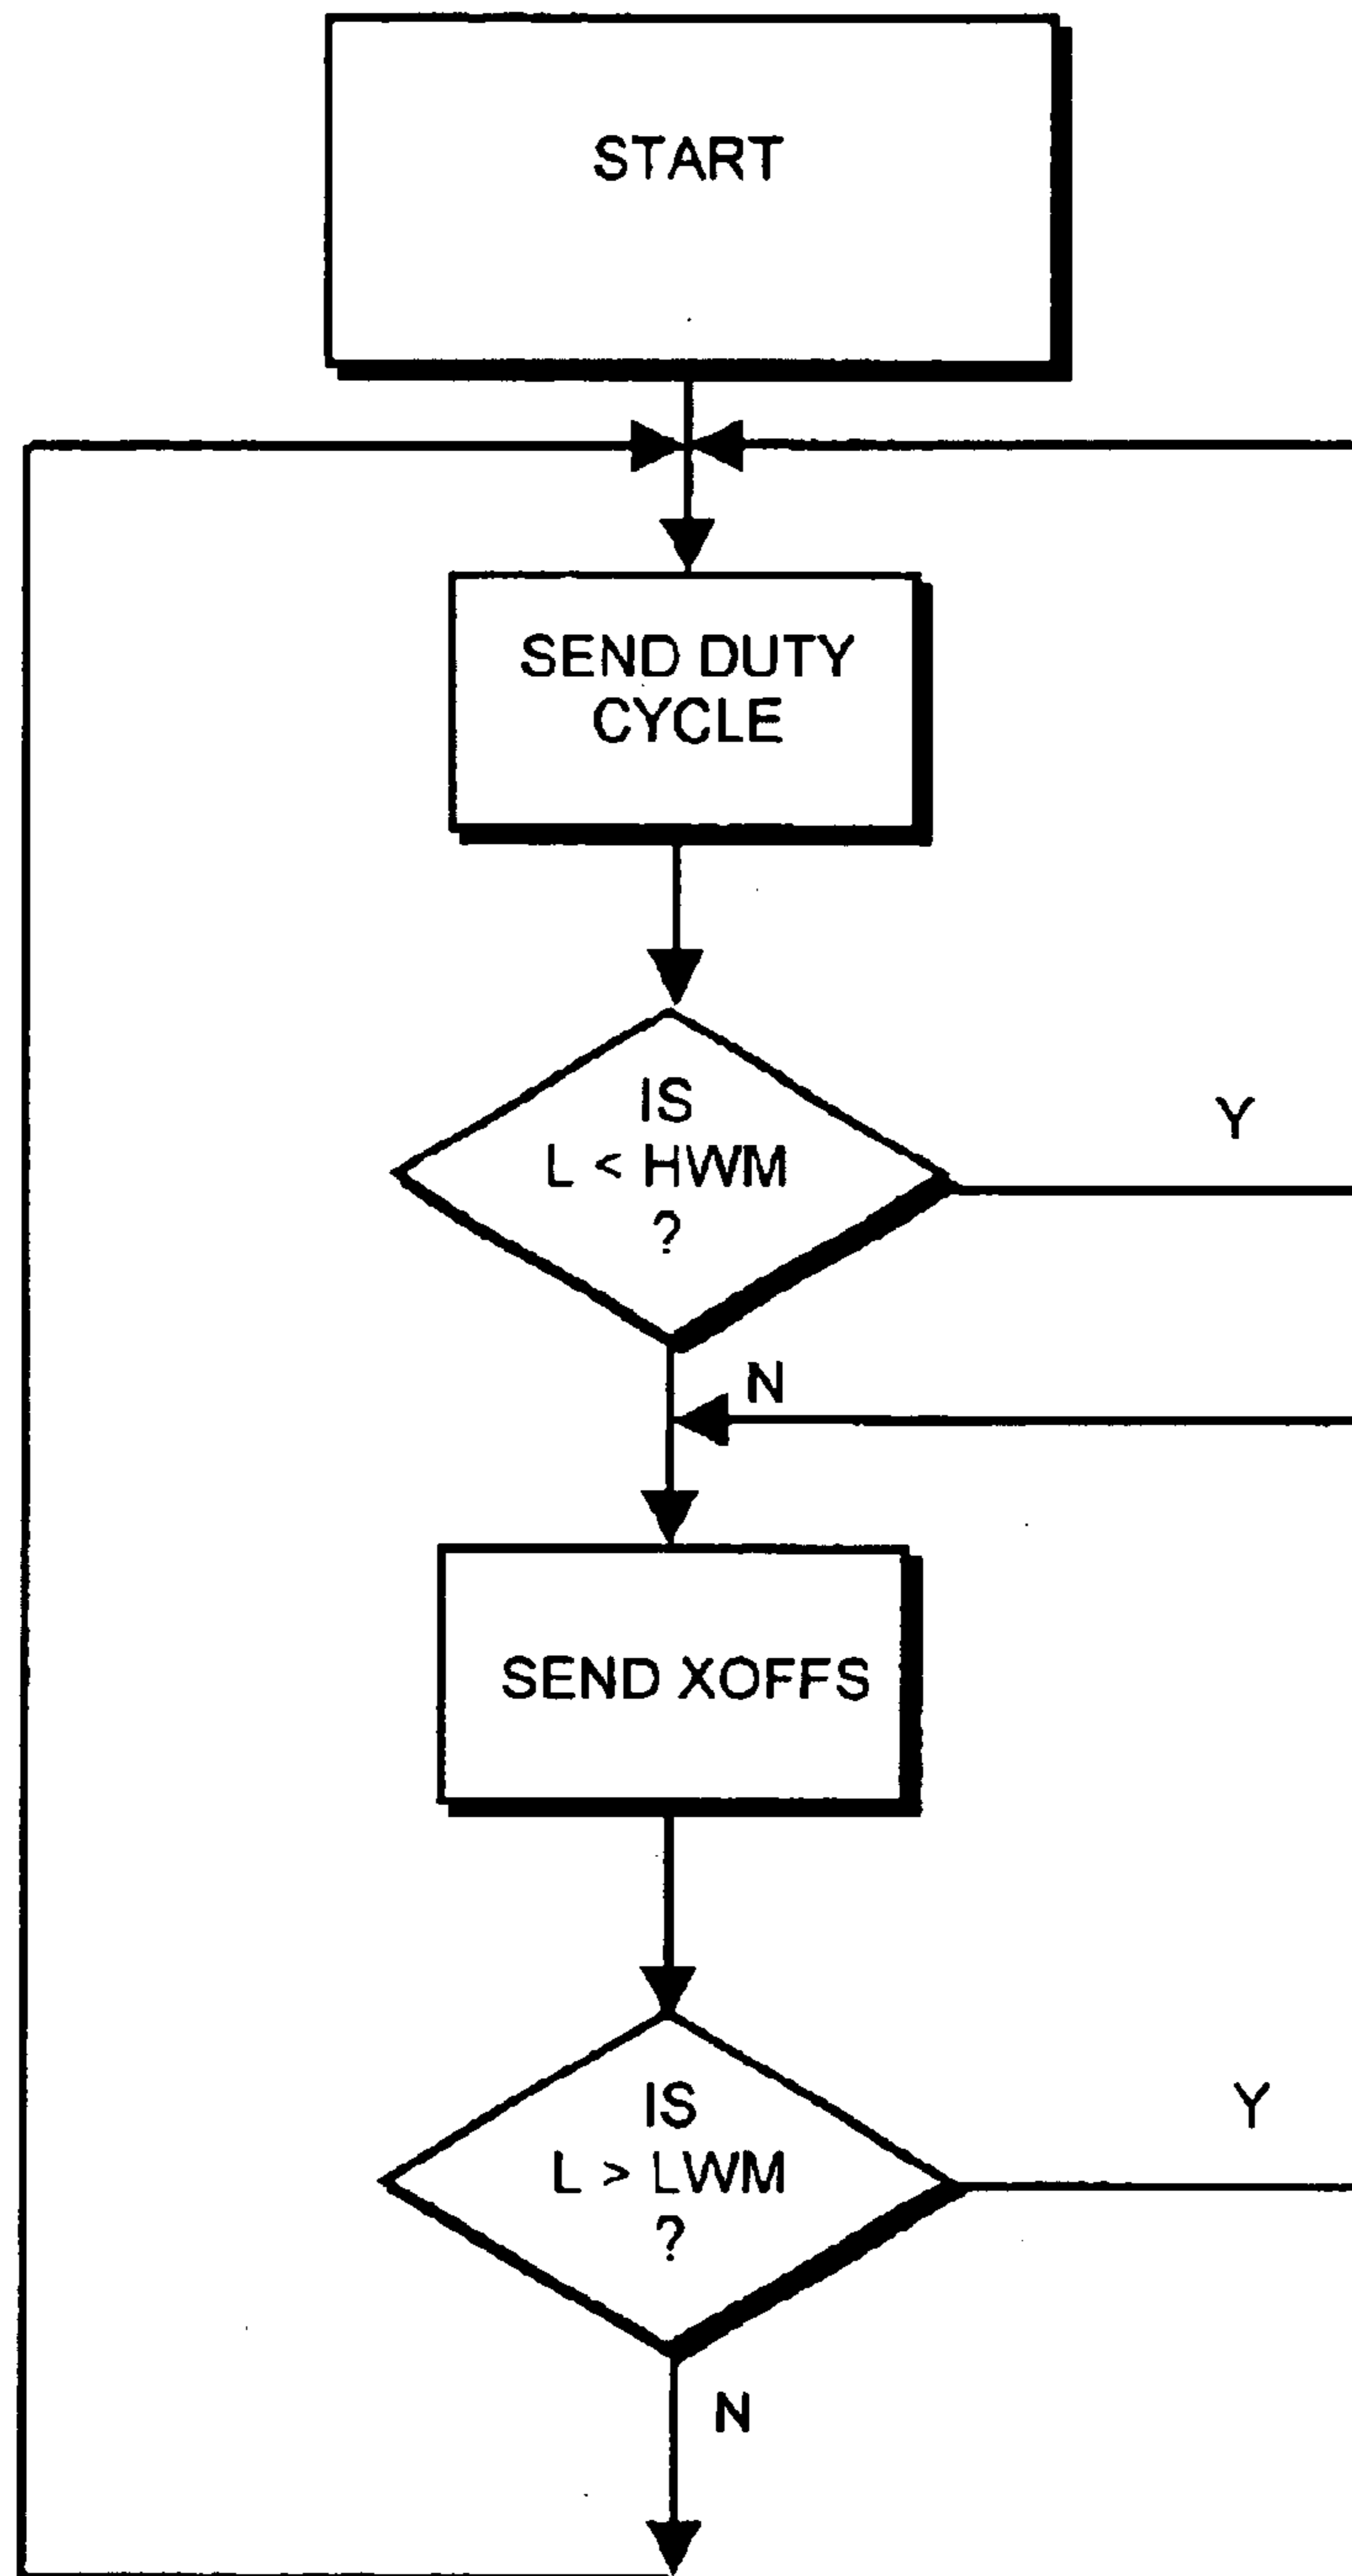 START
SEND DUTY
CYCLE
IS
L < HWM
?
Y
N
SEND XOFFS
IS
L > LWM
?
Y
N